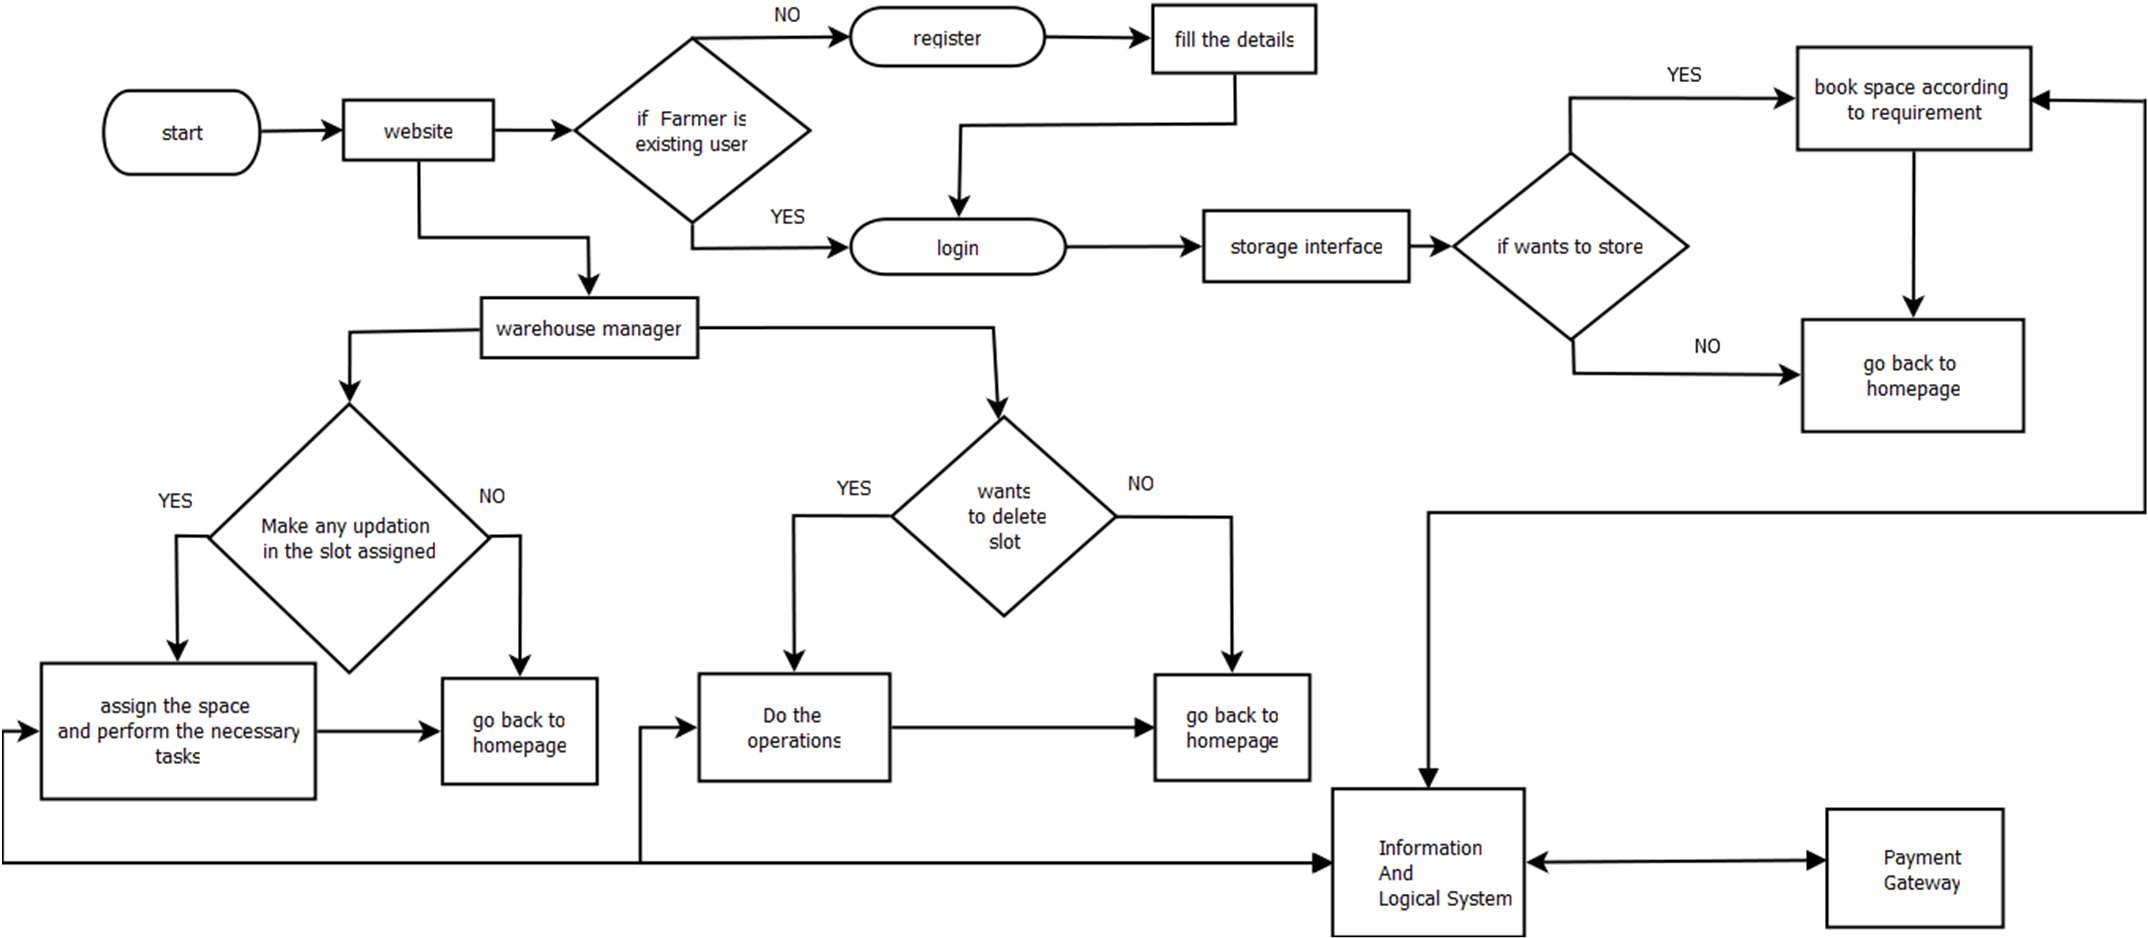 NO
register
fill the details
start
website
if Farmer is
existing user
YES
login
storage interface
if wants to store
YES
book space according
to requirement
NO
go back to
homepage
warehouse manager
YES
Make any updation
in the slot assigned
NO
YES
wants
to delete
slot
NO
assign the space
and perform the necessary
tasks
go back to
homepage
Do the
operations
go back to
homepage
Information
And
Logical System
Payment
Gateway